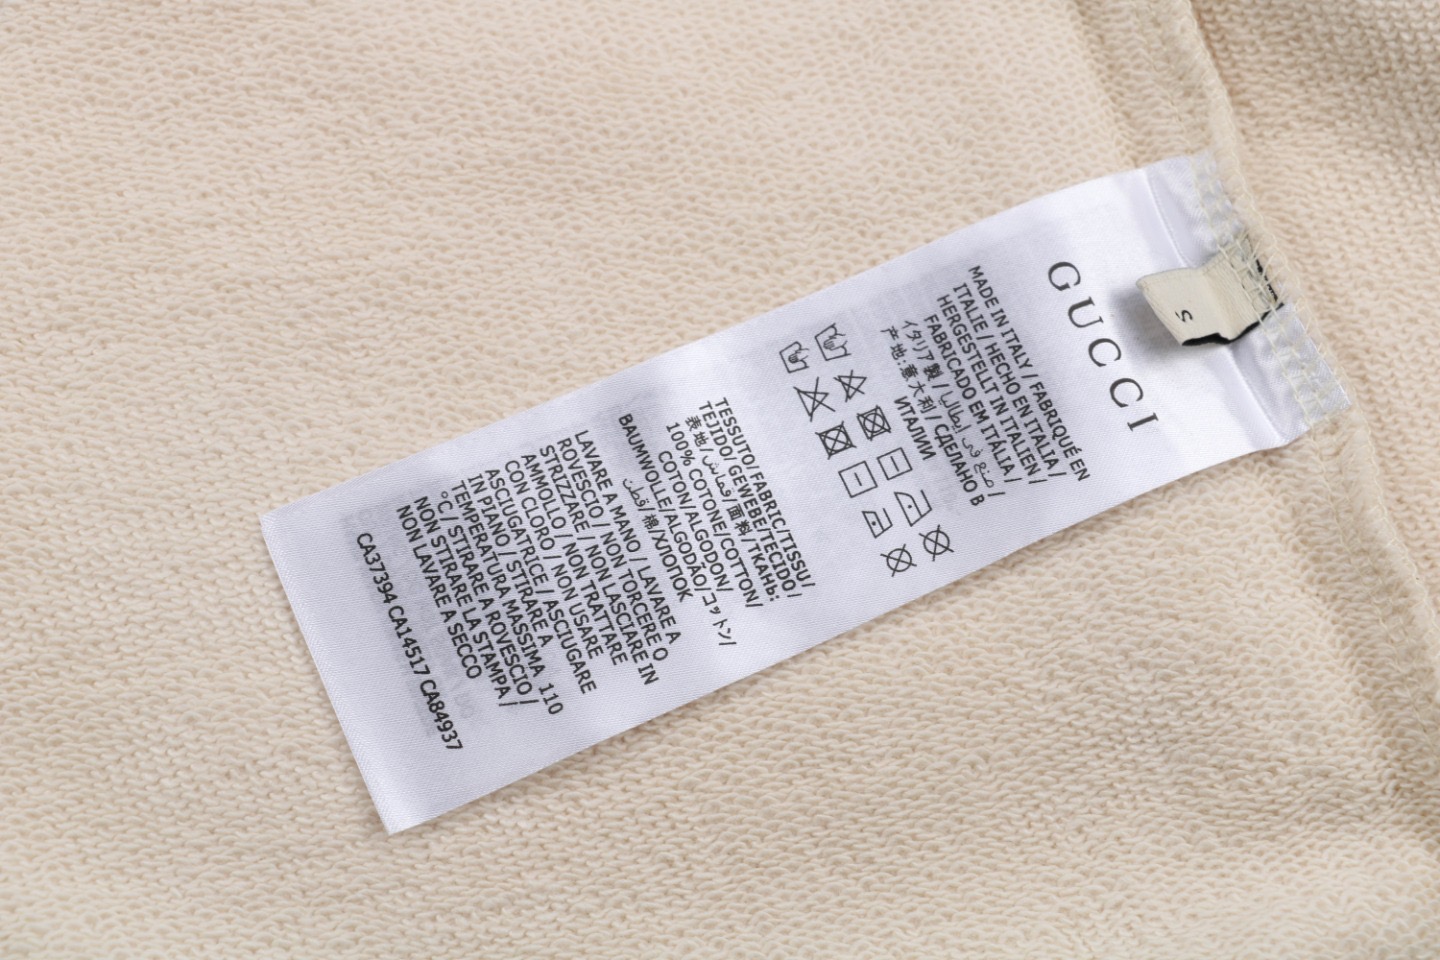 GUCCI
S
MADE IN ITALY / FABRIQUÉ EN
ITALIE / HECHO EN ITALIA /
HERGESTELLT IN ITALIEN /
FABRICADO EM ITÁLIA /
イタリア製 / صنع في إيطاليا /
产地:意大利 / СДЕЛАНО В
ИТАЛИИ
TESSUTO/FABRIC/TISSU/
TEJIDO/ GEWEBE/TECIDO/
表地/قماش/面料/ТКАНЬ:
100% COTONE/COTTON/
COTON/ALGODON/
BAUMWOLLE/ALGODÃO/コットン/
قطن/棉/ХЛОПОК
LAVARE A MANO / LAVARE A
ROVESCIO / NON TORCERE O
STRIZZARE / NON LASCIARE IN
AMMOLLO / NON TRATTARE
CON CLORO / NON USARE
ASCIUGATRICE / ASCIUGARE
IN PIANO / STIRARE A
TEMPERATURA MASSIMA 110
°C / STIRARE A ROVESCIO /
NON STIRARE LA STAMPA /
NON LAVARE A SECCO
CA37394 CA14517 CA84937